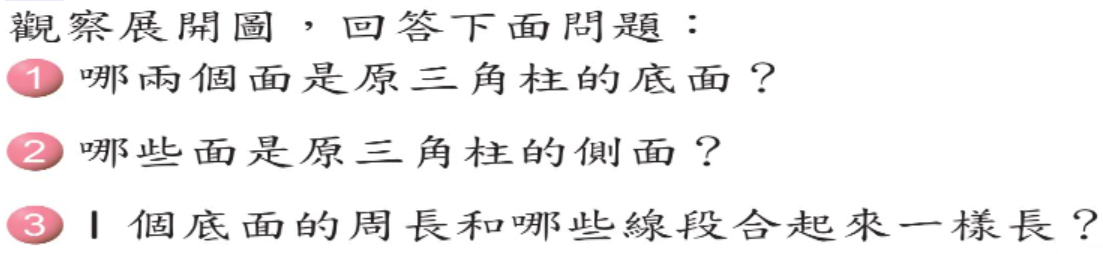 觀察展開圖，回答下面問題：
1 哪兩個面是原三角柱的底面？
2 哪些面是原三角柱的側面？
3 1 個底面的周長和哪些線段合起來一樣長？